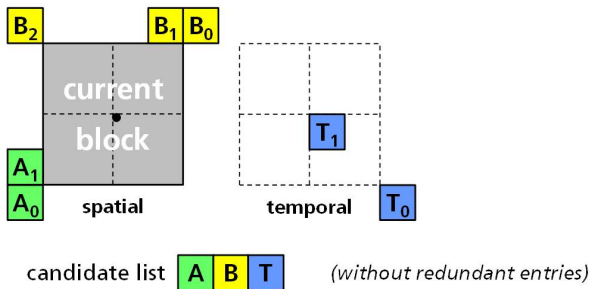 B₂ B₁ B₀
current
block
A₁
A₀
T₁
T₀
spatial
temporal
candidate list A B T (without redundant entries)